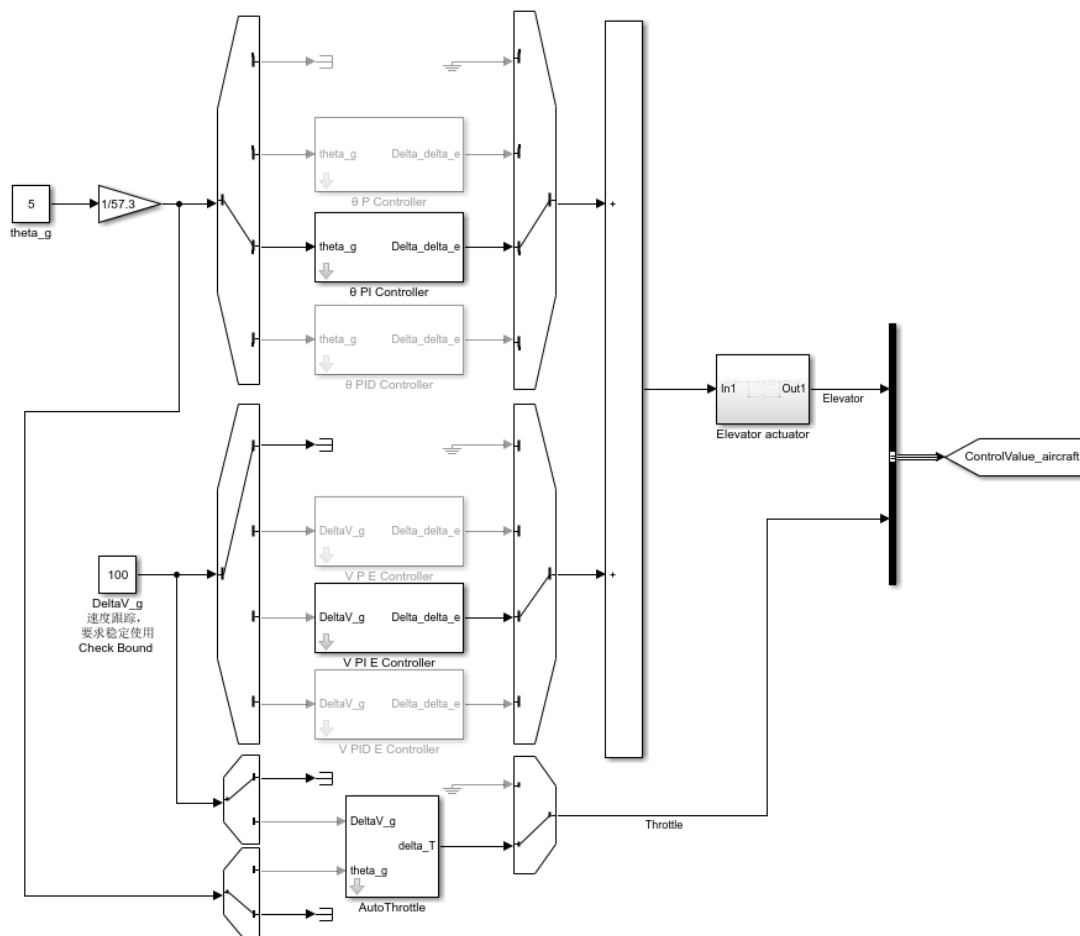 theta_g
Delta_delta_e
θ P Controller
5
1/57.3
theta_g
+
theta_g
Delta_delta_e
θ PI Controller
theta_g
Delta_delta_e
θ PID Controller
In1
Out1
Elevator
Elevator actuator
ControlValue_aircraft
DeltaV_g
Delta_delta_e
V P E Controller
100
+
DeltaV_g
速度跟踪，
要求稳定使用
Check Bound
DeltaV_g
Delta_delta_e
V PI E Controller
DeltaV_g
Delta_delta_e
V PID E Controller
DeltaV_g
delta_T
theta_g
AutoThrottle
Throttle